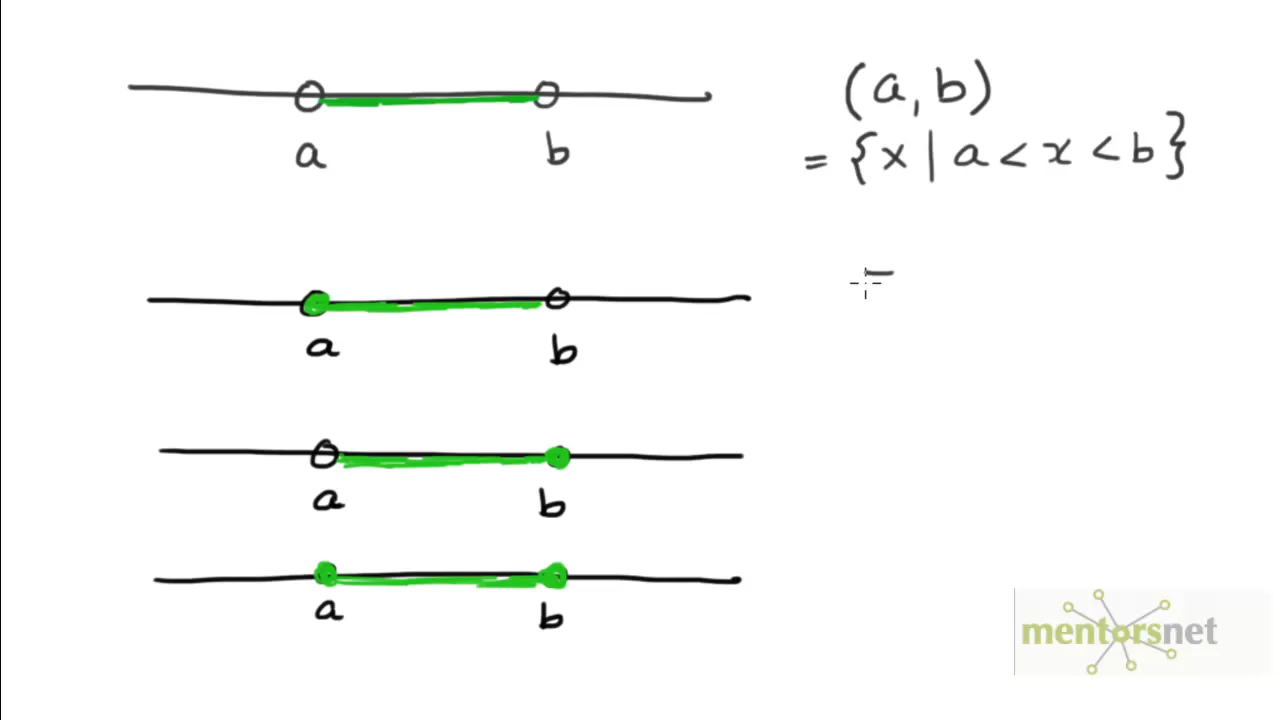 (a, b)
= {x | a < x < b}
a b
a b
a b
a b
mentorsnet